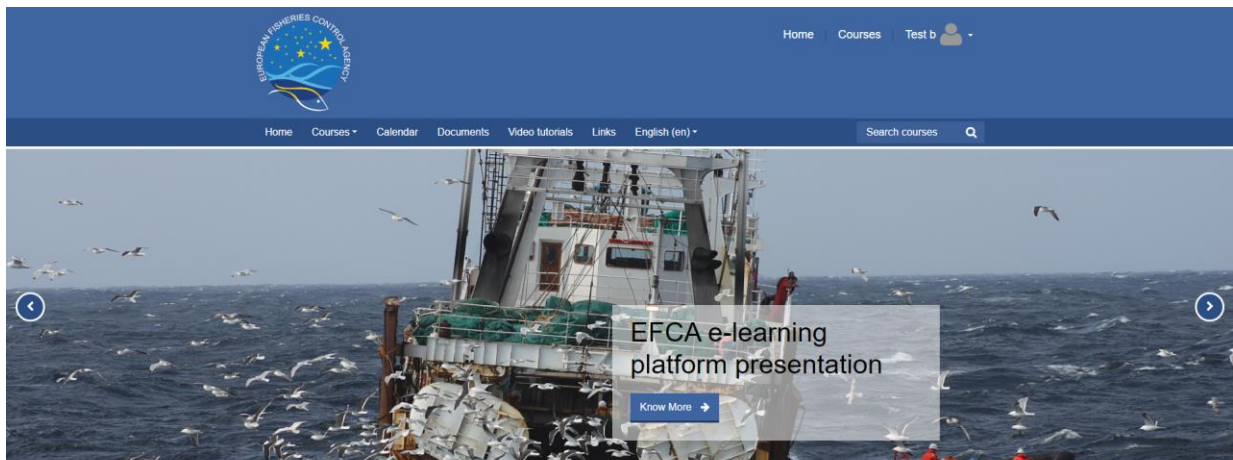 EUROPEAN FISHERIES CONTROL AGENCY
Home Courses Test b
Home Courses Calendar Documents Video tutorials Links English (en)
Search courses
EFCA e-learning
platform presentation
Know More